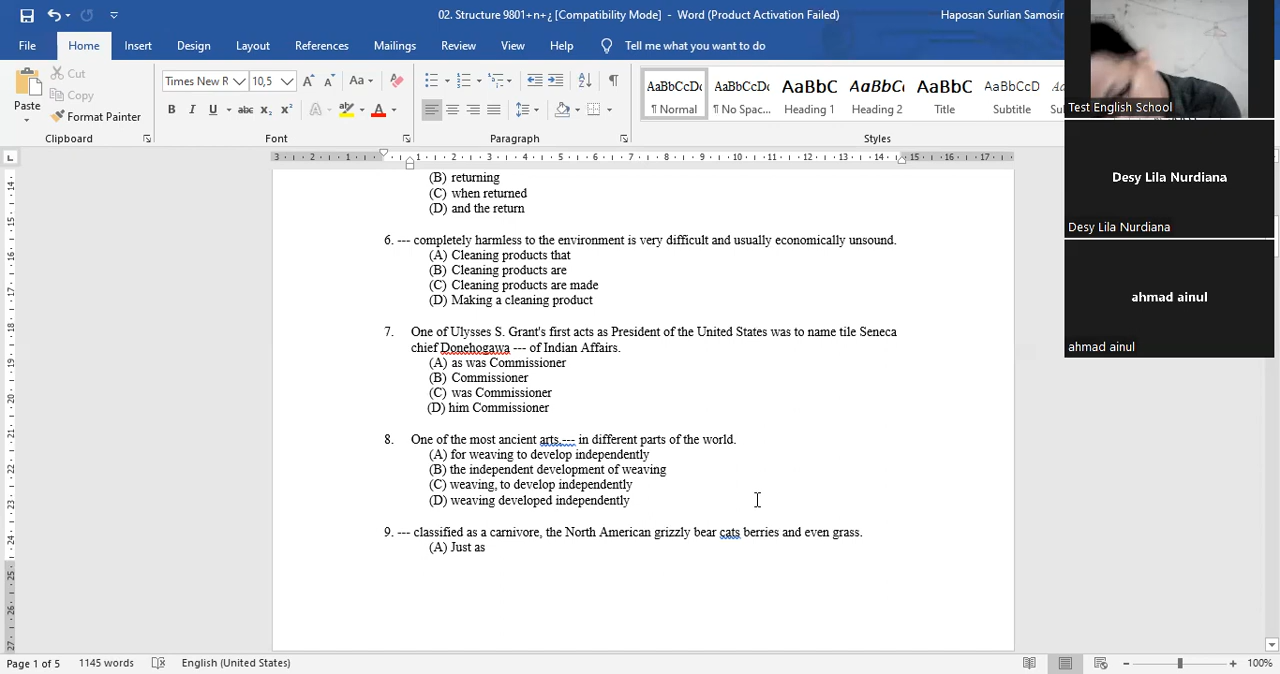 02. Structure 9801+n+¿ [Compatibility Mode] - Word (Product Activation Failed)
Haposan Surlian Samosir
File Home Insert Design Layout References Mailings Review View Help Tell me what you want to do
Paste
Cut
Copy
Format Painter
Clipboard
Times New R 10,5
Font
Paragraph
AaBbCcDc AaBbCcDc AaBbC AaBbCc AaBbC AaBbCcD
¶ Normal ¶ No Spac... Heading 1 Heading 2 Title Subtitle
Styles
(B) returning
(C) when returned
(D) and the return
6. --- completely harmless to the environment is very difficult and usually economically unsound.
(A) Cleaning products that
(B) Cleaning products are
(C) Cleaning products are made
(D) Making a cleaning product
7. One of Ulysses S. Grant's first acts as President of the United States was to name tile Seneca
chief Donehogawa --- of Indian Affairs.
(A) as was Commissioner
(B) Commissioner
(C) was Commissioner
(D) him Commissioner
8. One of the most ancient arts,--- in different parts of the world.
(A) for weaving to develop independently
(B) the independent development of weaving
(C) weaving, to develop independently
(D) weaving developed independently
9. --- classified as a carnivore, the North American grizzly bear cats berries and even grass.
(A) Just as
Page 1 of 5 1145 words English (United States) 100%
Test English School
Desy Lila Nurdiana
Desy Lila Nurdiana
ahmad ainul
ahmad ainul